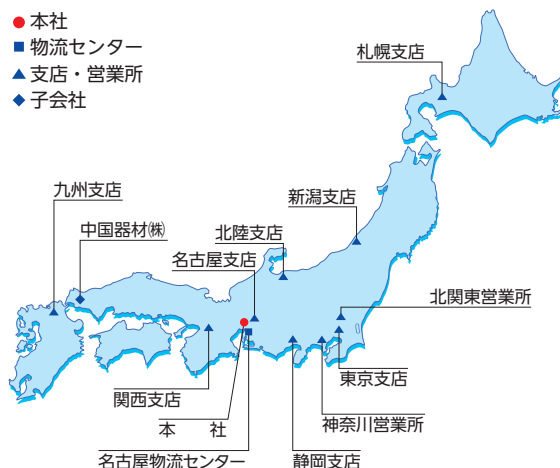 本社
物流センター
支店・営業所
子会社
札幌支店
九州支店
新潟支店
中国器材㈱
北陸支店
名古屋支店
北関東営業所
関西支店
東京支店
本　社
神奈川営業所
名古屋物流センター
静岡支店